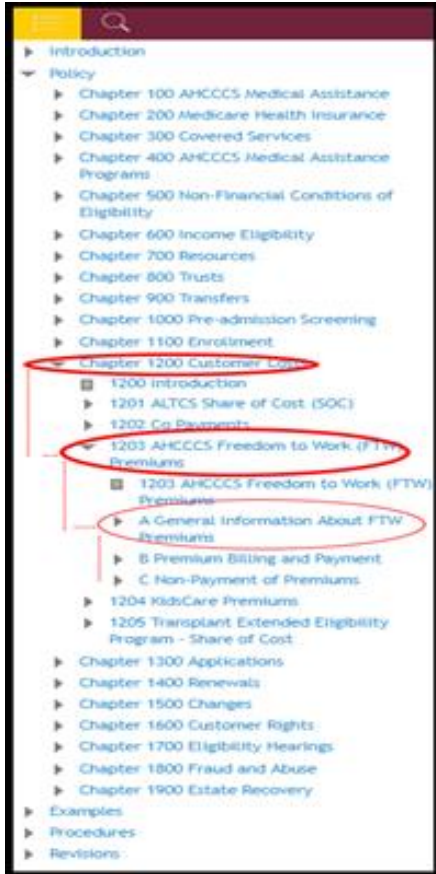 Introduction
Policy
Chapter 100 AHCCCS Medical Assistance
Chapter 200 Medicare Health Insurance
Chapter 300 Covered Services
Chapter 400 AHCCCS Medical Assistance
Programs
Chapter 500 Non-Financial Conditions of
Eligibility
Chapter 600 Income Eligibility
Chapter 700 Resources
Chapter 800 Trusts
Chapter 900 Transfers
Chapter 1000 Pre-admission Screening
Chapter 1100 Enrollment
Chapter 1200 Customer Costs
1200 Introduction
1201 ALTCS Share of Cost (SOC)
1202 Co Payments
1203 AHCCCS Freedom to Work (FTW)
Premiums
1203 AHCCCS Freedom to Work (FTW)
Premiums
A General Information About FTW
Premiums
B Premium Billing and Payment
C Non-Payment of Premiums
1204 KidsCare Premiums
1205 Transplant Extended Eligibility
Program - Share of Cost
Chapter 1300 Applications
Chapter 1400 Renewals
Chapter 1500 Changes
Chapter 1600 Customer Rights
Chapter 1700 Eligibility Hearings
Chapter 1800 Fraud and Abuse
Chapter 1900 Estate Recovery
Examples
Procedures
Revisions